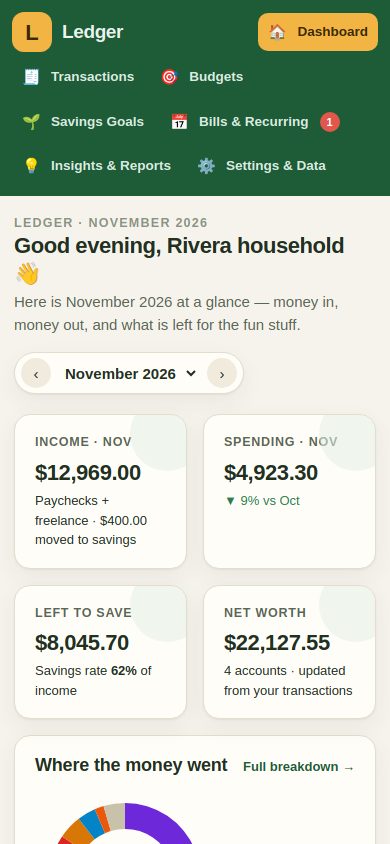 L Ledger
🏠 Dashboard
🧾 Transactions 🎯 Budgets
🌱 Savings Goals 📅 Bills & Recurring 1
💡 Insights & Reports ⚙️ Settings & Data
LEDGER · NOVEMBER 2026
Good evening, Rivera household
👋
Here is November 2026 at a glance — money in,
money out, and what is left for the fun stuff.
‹ November 2026 ›
INCOME · NOV
$12,969.00
Paychecks +
freelance · $400.00
moved to savings
SPENDING · NOV
$4,923.30
▼ 9% vs Oct
LEFT TO SAVE
$8,045.70
Savings rate 62% of
income
NET WORTH
$22,127.55
4 accounts · updated
from your transactions
Where the money went
Full breakdown →